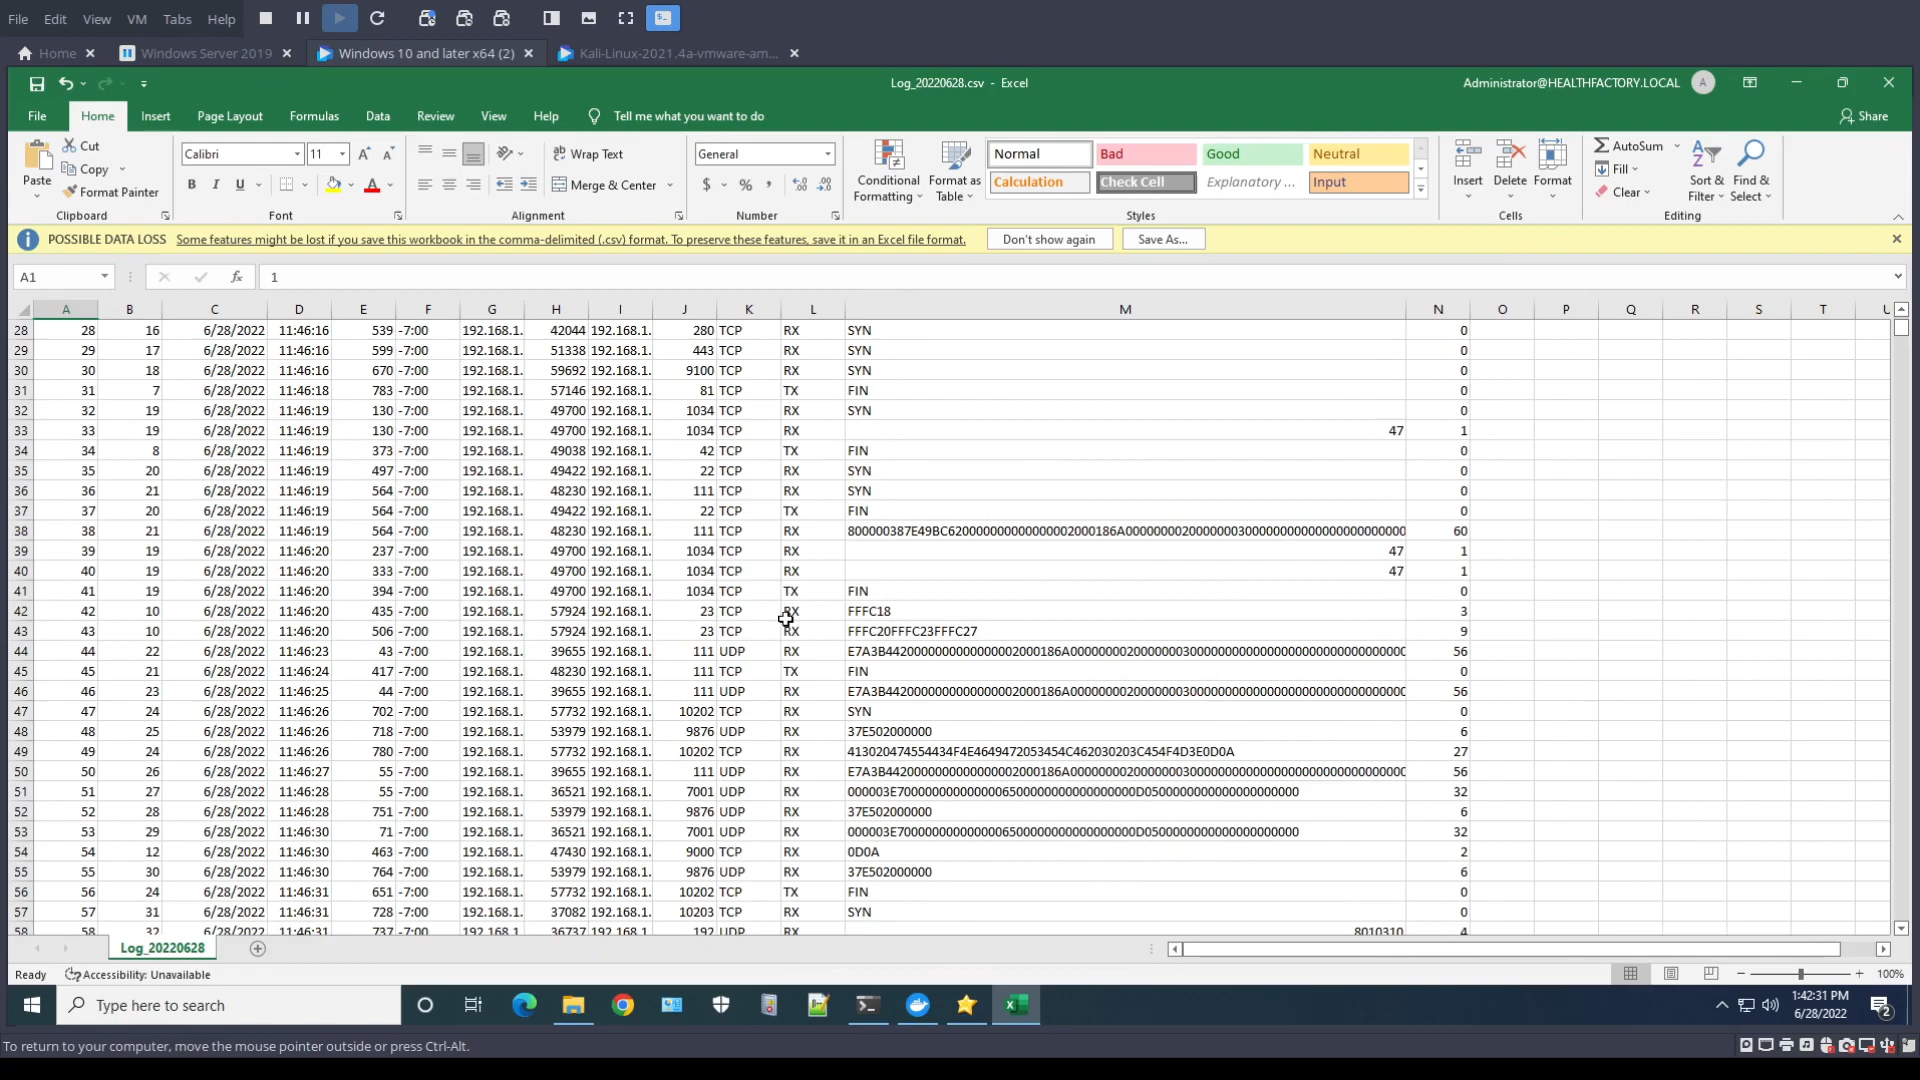 File Edit View VM Tabs Help
Home Windows Server 2019 Windows 10 and later x64 (2) Kali-Linux-2021.4a-vmware-am...
Log_20220628.csv - Excel Administrator@HEALTHFACTORY.LOCAL A
File Home Insert Page Layout Formulas Data Review View Help Tell me what you want to do Share
Paste Cut Copy Format Painter Calibri 11 Wrap Text Merge & Center General Conditional Formatting Format as Table Normal Bad Good Neutral Calculation Check Cell Explanatory ... Input Insert Delete Format AutoSum Fill Clear Sort & Filter Find & Select
Clipboard Font Alignment Number Styles Cells Editing
POSSIBLE DATA LOSS Some features might be lost if you save this workbook in the comma-delimited (.csv) format. To preserve these features, save it in an Excel file format. Don't show again Save As...
A1 fx 1
A B C D E F G H I J K L M N O P Q R S T U
28 28 16 6/28/2022 11:46:16 539 -7:00 192.168.1. 42044 192.168.1. 280 TCP RX SYN 0
29 29 17 6/28/2022 11:46:16 599 -7:00 192.168.1. 51338 192.168.1. 443 TCP RX SYN 0
30 30 18 6/28/2022 11:46:16 670 -7:00 192.168.1. 59692 192.168.1. 9100 TCP RX SYN 0
31 31 7 6/28/2022 11:46:18 783 -7:00 192.168.1. 57146 192.168.1. 81 TCP TX FIN 0
32 32 19 6/28/2022 11:46:19 130 -7:00 192.168.1. 49700 192.168.1. 1034 TCP RX SYN 0
33 33 19 6/28/2022 11:46:19 130 -7:00 192.168.1. 49700 192.168.1. 1034 TCP RX 47 1
34 34 8 6/28/2022 11:46:19 373 -7:00 192.168.1. 49038 192.168.1. 42 TCP TX FIN 0
35 35 20 6/28/2022 11:46:19 497 -7:00 192.168.1. 49422 192.168.1. 22 TCP RX SYN 0
36 36 21 6/28/2022 11:46:19 564 -7:00 192.168.1. 48230 192.168.1. 111 TCP RX SYN 0
37 37 20 6/28/2022 11:46:19 564 -7:00 192.168.1. 49422 192.168.1. 22 TCP TX FIN 0
38 38 21 6/28/2022 11:46:19 564 -7:00 192.168.1. 48230 192.168.1. 111 TCP RX 60
39 39 19 6/28/2022 11:46:20 237 -7:00 192.168.1. 49700 192.168.1. 1034 TCP RX 47 1
40 40 19 6/28/2022 11:46:20 333 -7:00 192.168.1. 49700 192.168.1. 1034 TCP RX 47 1
41 41 19 6/28/2022 11:46:20 394 -7:00 192.168.1. 49700 192.168.1. 1034 TCP TX FIN 0
42 42 10 6/28/2022 11:46:20 435 -7:00 192.168.1. 57924 192.168.1. 23 TCP RX FFFC18 3
43 43 10 6/28/2022 11:46:20 506 -7:00 192.168.1. 57924 192.168.1. 23 TCP RX FFFC20FFFC23FFFC27 9
44 44 22 6/28/2022 11:46:23 43 -7:00 192.168.1. 39655 192.168.1. 111 UDP RX 56
45 45 21 6/28/2022 11:46:24 417 -7:00 192.168.1. 48230 192.168.1. 111 TCP TX FIN 0
46 46 23 6/28/2022 11:46:25 44 -7:00 192.168.1. 39655 192.168.1. 111 UDP RX 56
47 47 24 6/28/2022 11:46:26 702 -7:00 192.168.1. 57732 192.168.1. 10202 TCP RX SYN 0
48 48 25 6/28/2022 11:46:26 718 -7:00 192.168.1. 53979 192.168.1. 9876 UDP RX 37E502000000 6
49 49 24 6/28/2022 11:46:26 780 -7:00 192.168.1. 57732 192.168.1. 10202 TCP RX 413020474554434F4E4649472053454C462030203C454F4D3E0D0A 27
50 50 26 6/28/2022 11:46:27 55 -7:00 192.168.1. 39655 192.168.1. 111 UDP RX 56
51 51 27 6/28/2022 11:46:28 55 -7:00 192.168.1. 36521 192.168.1. 7001 UDP RX 32
52 52 28 6/28/2022 11:46:28 751 -7:00 192.168.1. 53979 192.168.1. 9876 UDP RX 37E502000000 6
53 53 29 6/28/2022 11:46:30 71 -7:00 192.168.1. 36521 192.168.1. 7001 UDP RX 32
54 54 12 6/28/2022 11:46:30 463 -7:00 192.168.1. 47430 192.168.1. 9000 TCP RX 0D0A 2
55 55 30 6/28/2022 11:46:30 764 -7:00 192.168.1. 53979 192.168.1. 9876 UDP RX 37E502000000 6
56 56 24 6/28/2022 11:46:31 651 -7:00 192.168.1. 57732 192.168.1. 10202 TCP TX FIN 0
57 57 31 6/28/2022 11:46:31 728 -7:00 192.168.1. 37082 192.168.1. 10203 TCP RX SYN 0
58 58 32 6/28/2022 11:46:31 737 -7:00 192.168.1 36737 192.168.1 192 UDP RX 8010310 4
Log_20220628
Ready Accessibility: Unavailable 100%
Type here to search 1:42:31 PM
6/28/2022 2
To return to your computer, move the mouse pointer outside or press Ctrl-Alt.